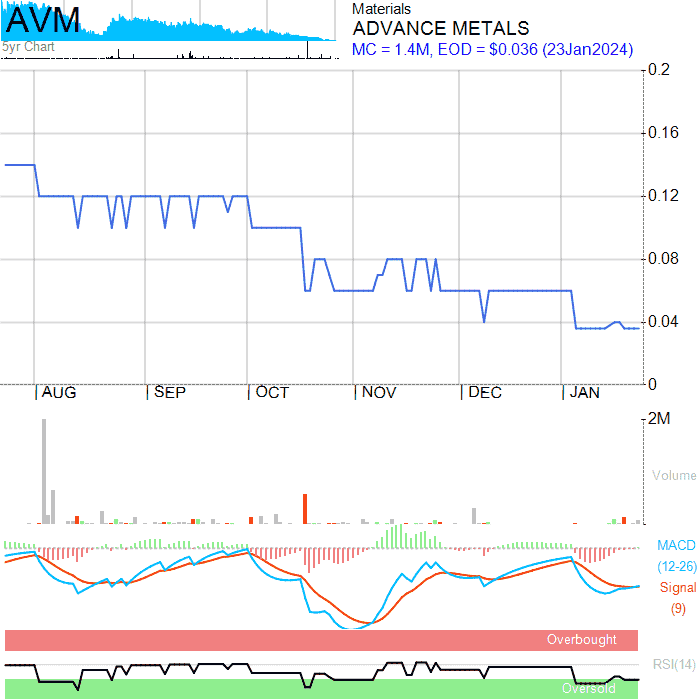 AVM
5yr Chart
Materials
ADVANCE METALS
MC = 1.4M, EOD = $0.036 (23Jan2024)
0.2
0.16
0.12
0.08
0.04
0
AUG
SEP
OCT
NOV
DEC
JAN
2M
Volume
MACD
(12-26)
Signal
(9)
Overbought
RSI(14)
Oversold